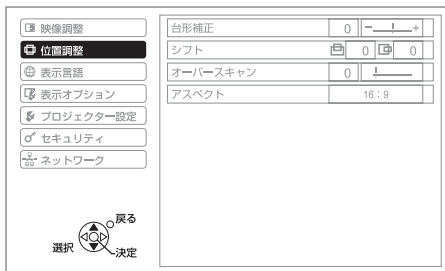 映像調整
位置調整
表示言語
表示オプション
プロジェクター設定
セキュリティ
ネットワーク
戻る
選択
決定
台形補正 0 - +
シフト 0 0
オーバースキャン 0
アスペクト 16：9